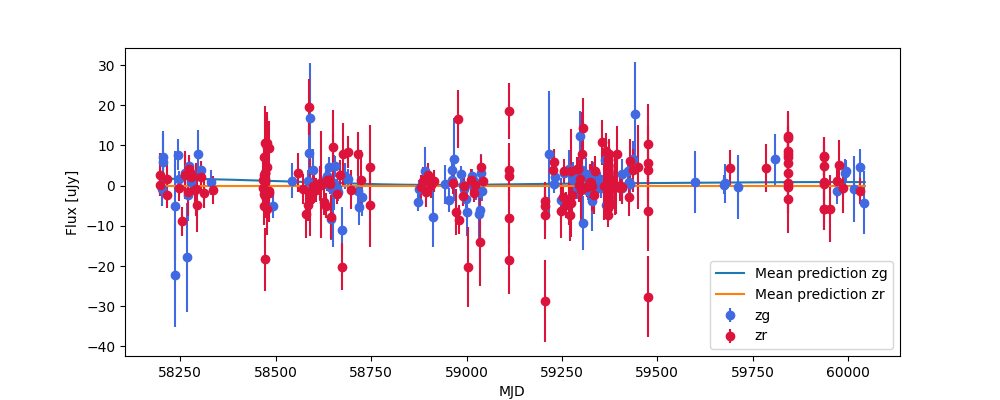 30
20
10
0
−10
−20
−30
−40
Flux [uJy]
58250 58500 58750 59000 59250 59500 59750 60000
MJD
Mean prediction zg
Mean prediction zr
zg
zr